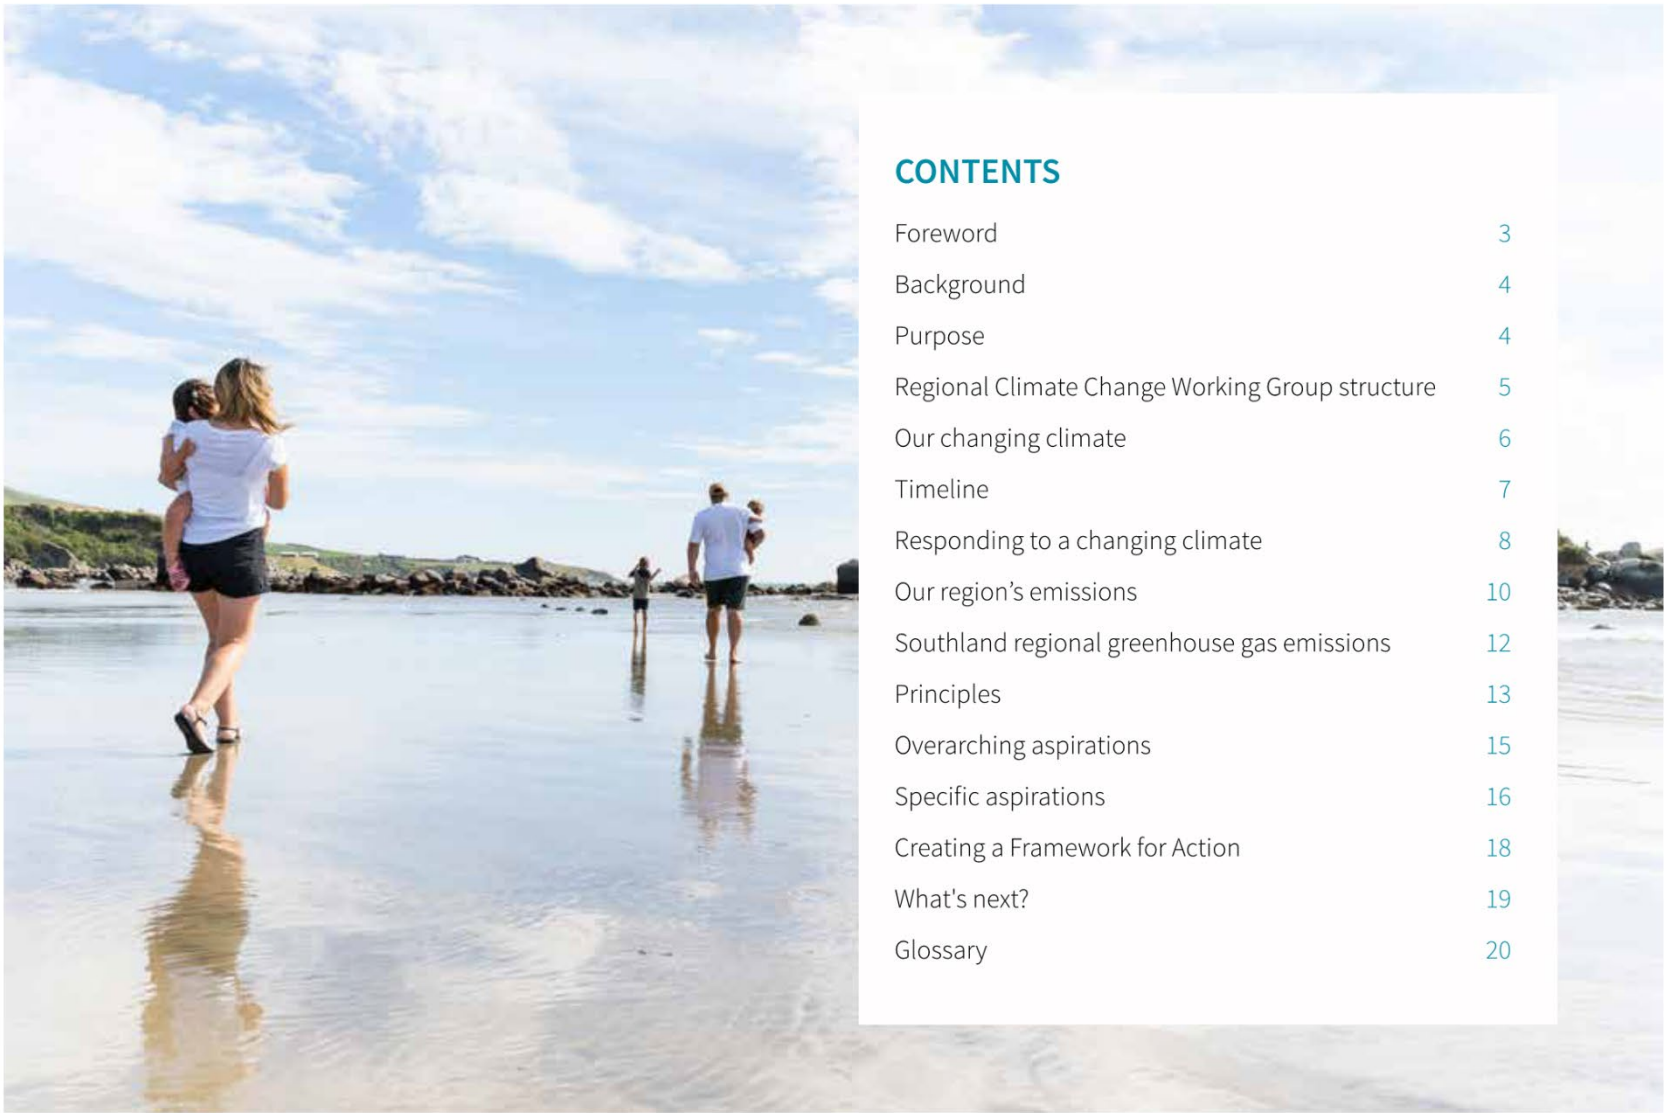 CONTENTS
Foreword 3
Background 4
Purpose 4
Regional Climate Change Working Group structure 5
Our changing climate 6
Timeline 7
Responding to a changing climate 8
Our region’s emissions 10
Southland regional greenhouse gas emissions 12
Principles 13
Overarching aspirations 15
Specific aspirations 16
Creating a Framework for Action 18
What's next? 19
Glossary 20